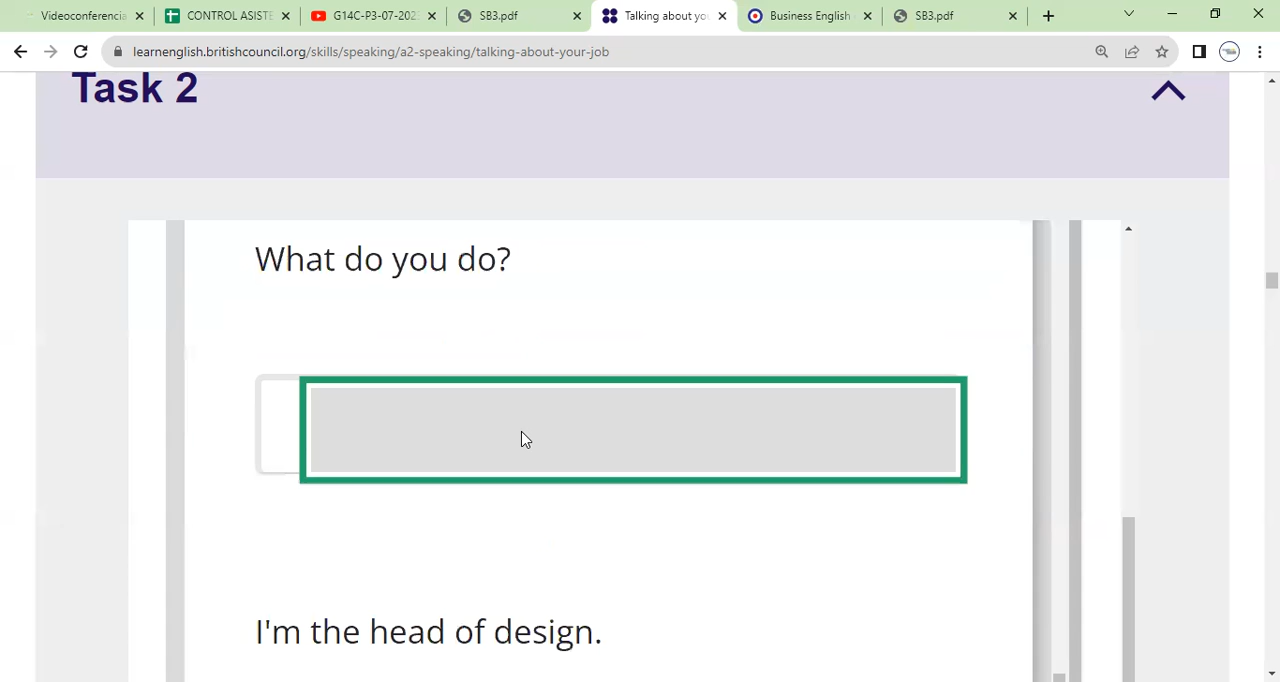 Videoconferencia
CONTROL ASISTE
G14C-P3-07-202
SB3.pdf
Talking about you
Business English
SB3.pdf
learnenglish.britishcouncil.org/skills/speaking/a2-speaking/talking-about-your-job
Task 2
What do you do?
I'm the head of design.